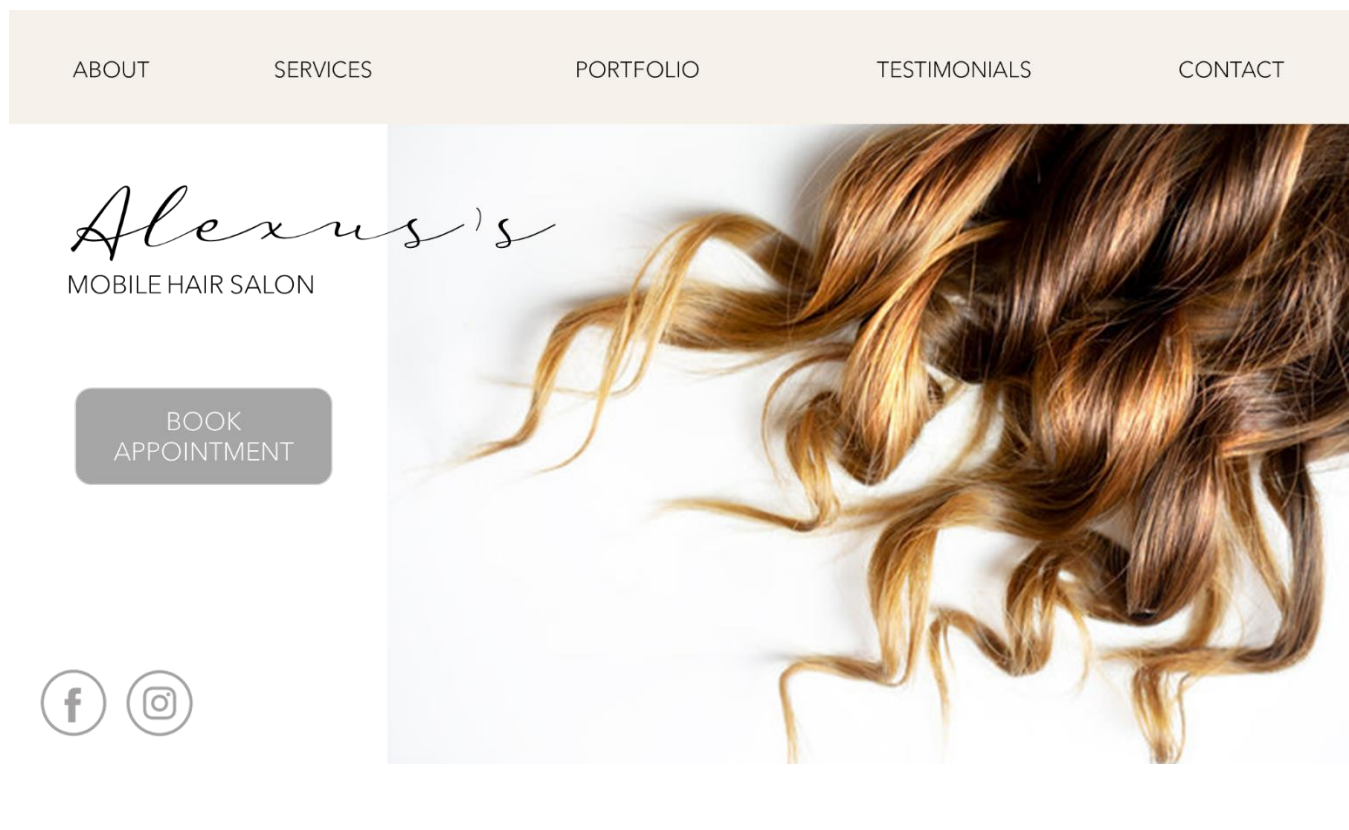 ABOUT SERVICES PORTFOLIO TESTIMONIALS CONTACT
Alexus's
MOBILE HAIR SALON
BOOK
APPOINTMENT